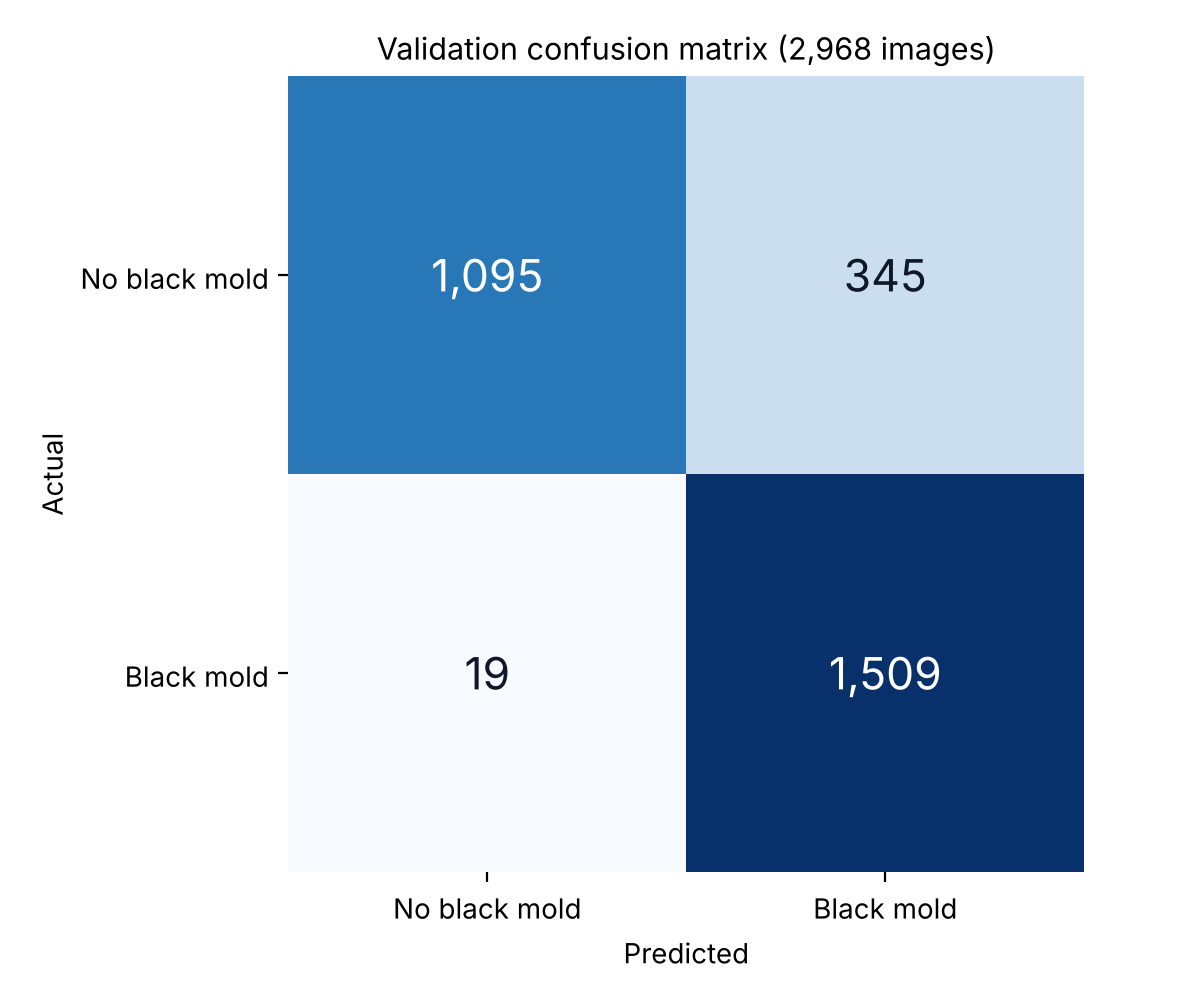 Validation confusion matrix (2,968 images)
No black mold
1,095
345
Actual
Black mold
19
1,509
No black mold
Black mold
Predicted